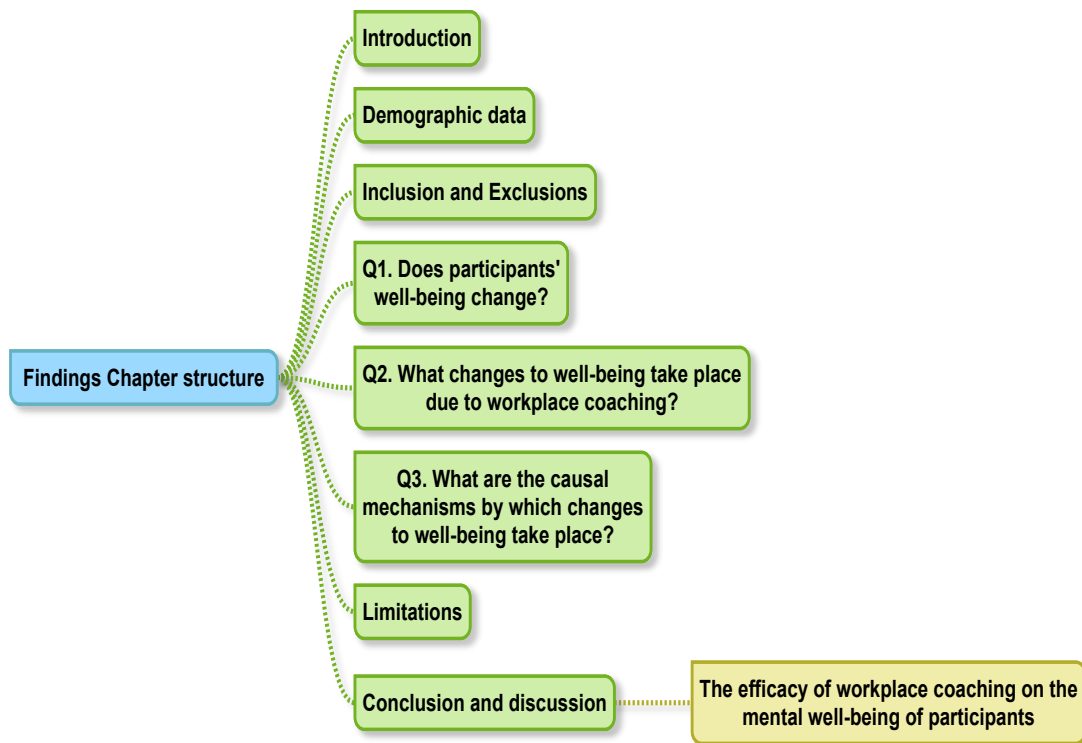 Introduction
Demographic data
Inclusion and Exclusions
Q1. Does participants'
well-being change?
Findings Chapter structure
Q2. What changes to well-being take place
due to workplace coaching?
Q3. What are the causal
mechanisms by which changes
to well-being take place?
Limitations
Conclusion and discussion
The efficacy of workplace coaching on the
mental well-being of participants